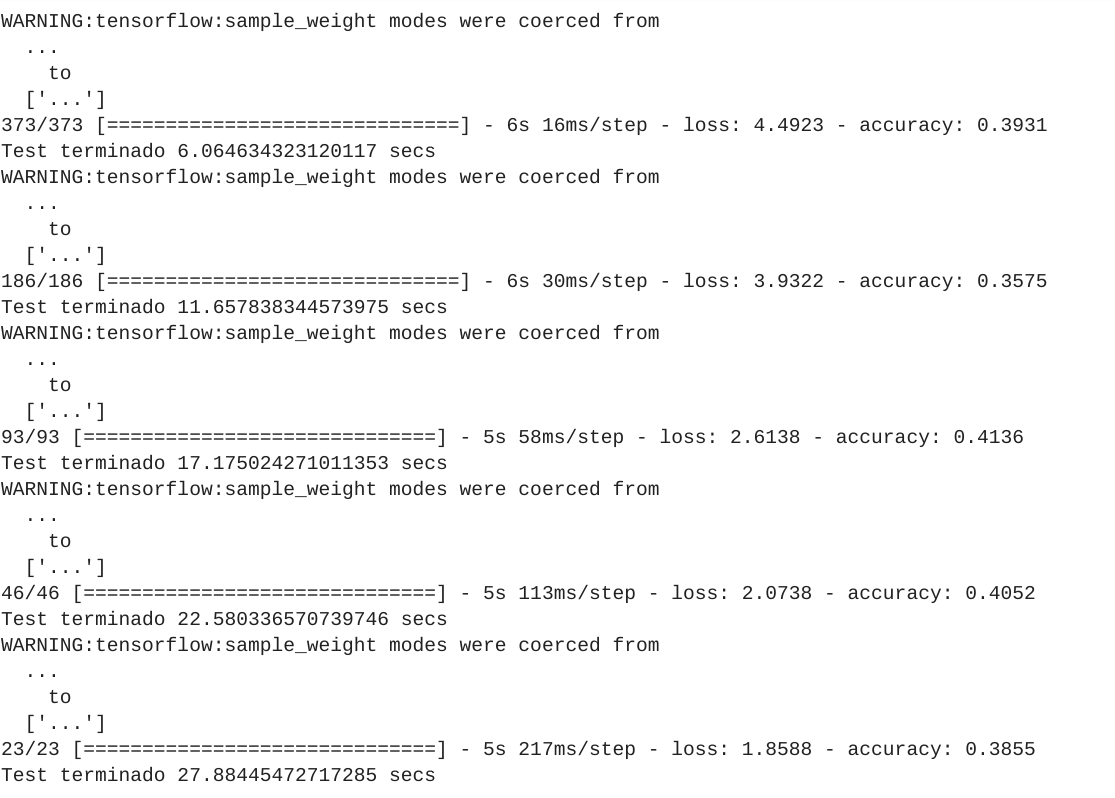 WARNING:tensorflow:sample_weight modes were coerced from
  ...
    to
  ['...']
373/373 [==============================] - 6s 16ms/step - loss: 4.4923 - accuracy: 0.3931
Test terminado 6.064634323120117 secs
WARNING:tensorflow:sample_weight modes were coerced from
  ...
    to
  ['...']
186/186 [==============================] - 6s 30ms/step - loss: 3.9322 - accuracy: 0.3575
Test terminado 11.657838344573975 secs
WARNING:tensorflow:sample_weight modes were coerced from
  ...
    to
  ['...']
93/93 [==============================] - 5s 58ms/step - loss: 2.6138 - accuracy: 0.4136
Test terminado 17.175024271011353 secs
WARNING:tensorflow:sample_weight modes were coerced from
  ...
    to
  ['...']
46/46 [==============================] - 5s 113ms/step - loss: 2.0738 - accuracy: 0.4052
Test terminado 22.580336570739746 secs
WARNING:tensorflow:sample_weight modes were coerced from
  ...
    to
  ['...']
23/23 [==============================] - 5s 217ms/step - loss: 1.8588 - accuracy: 0.3855
Test terminado 27.88445472717285 secs